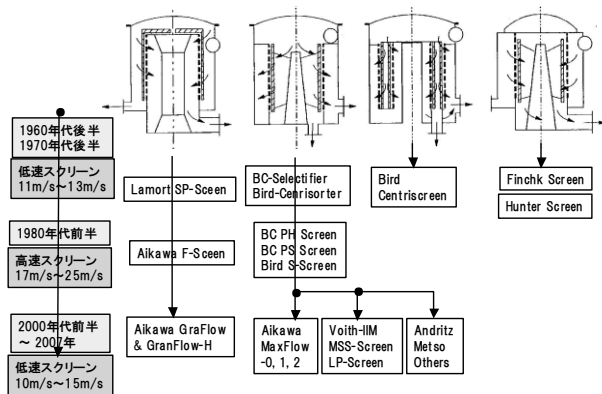 1960年代後半
1970年代後半
低速スクリーン
11m/s～13m/s
1980年代前半
高速スクリーン
17m/s～25m/s
2000年代前半
～ 2007年
低速スクリーン
10m/s～15m/s
Lamort SP-Sceen
Aikawa F-Sceen
Aikawa GraFlow
& GranFlow-H
BC-Selectifier
Bird-Cenrisorter
BC PH Screen
BC PS Screen
Bird S-Screen
Aikawa
MaxFlow
-0, 1, 2
Voith-IIM
MSS-Screen
LP-Screen
Andritz
Metso
Others
Bird
Centriscreen
Finchk Screen
Hunter Screen